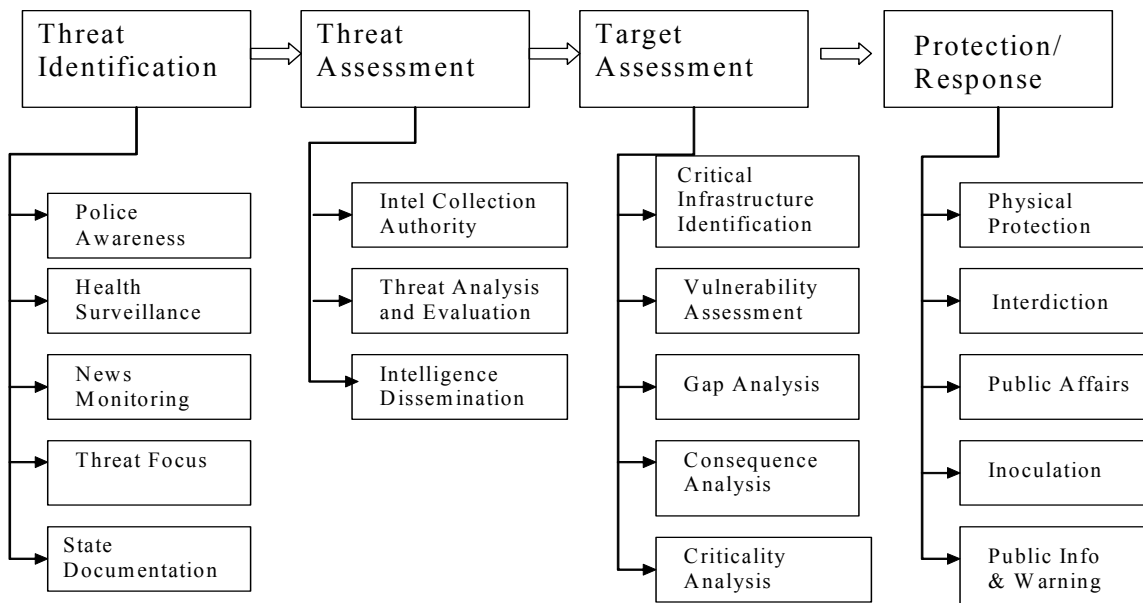 Threat
Identification
Threat
Assessment
Target
Assessment
Protection/
Response
Police
Awareness
Health
Surveillance
News
Monitoring
Threat Focus
State
Documentation
Intel Collection
Authority
Threat Analysis
and Evaluation
Intelligence
Dissemination
Critical
Infrastructure
Identification
Vulnerability
Assessment
Gap Analysis
Consequence
Analysis
Criticality
Analysis
Physical
Protection
Interdiction
Public Affairs
Inoculation
Public Info
& Warning